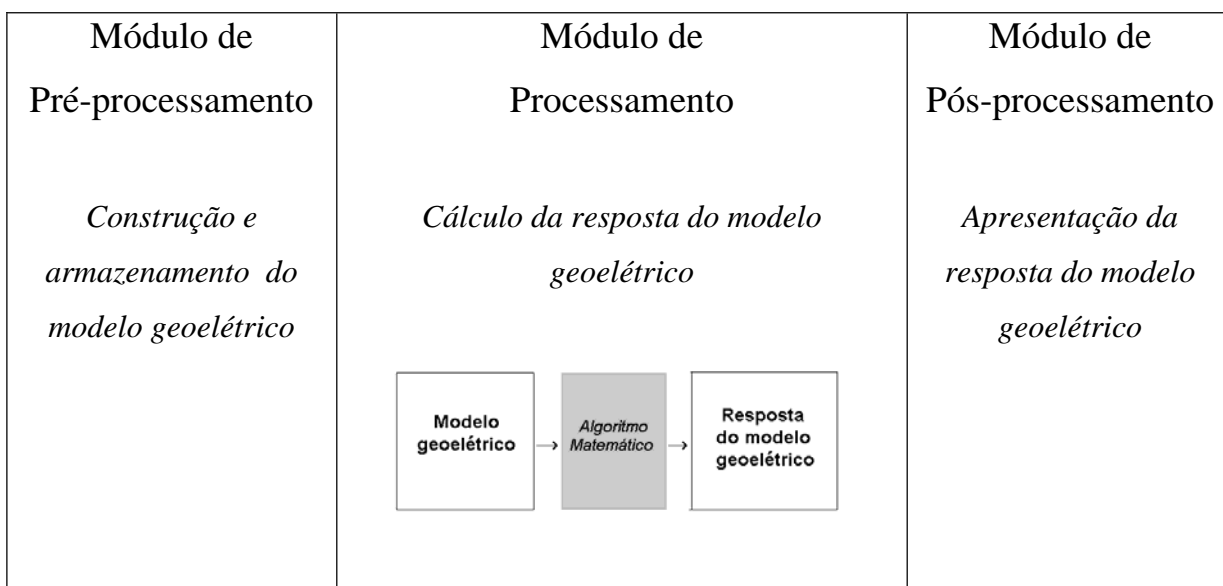 Módulo de
Pré-processamento
Construção e
armazenamento do
modelo geoelétrico
Módulo de
Processamento
Cálculo da resposta do modelo
geoelétrico
Modelo
geoelétrico
Algoritmo
Matemático
Resposta
do modelo
geoelétrico
Módulo de
Pós-processamento
Apresentação da
resposta do modelo
geoelétrico